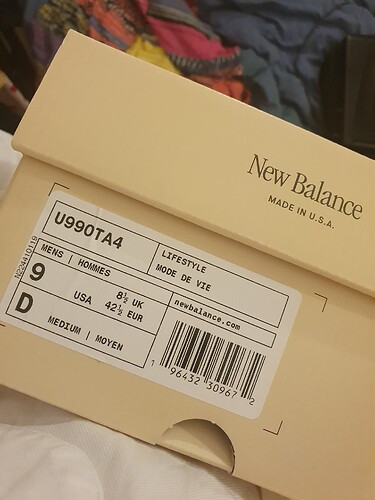 New Balance
MADE IN U.S.A.
U990TA4
LIFESTYLE
MODE DE VIE
MENS | HOMMES
9
USA
8½ UK
42½ EUR
newbalance.com
D
MEDIUM | MOYEN
1 96432 30967 2
N224410119